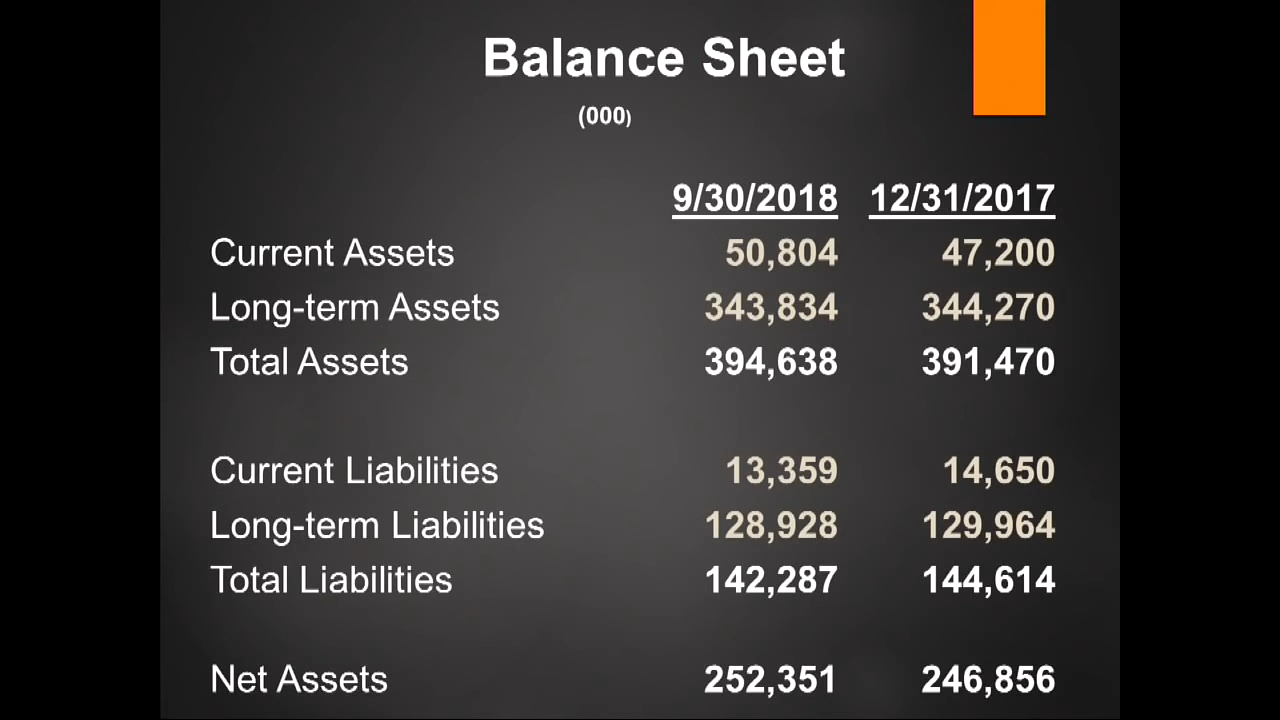 Balance Sheet
(000)
9/30/2018 12/31/2017
Current Assets 50,804 47,200
Long-term Assets 343,834 344,270
Total Assets 394,638 391,470
Current Liabilities 13,359 14,650
Long-term Liabilities 128,928 129,964
Total Liabilities 142,287 144,614
Net Assets 252,351 246,856